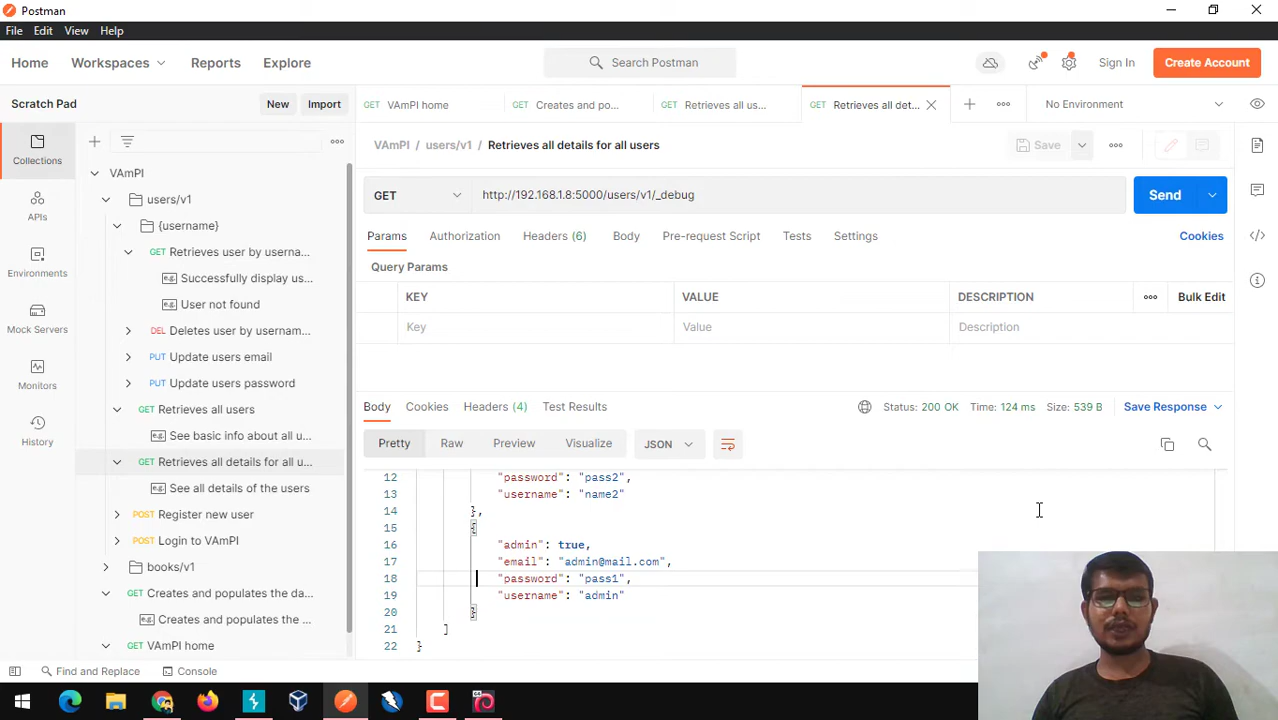 Postman
File Edit View Help
Home Workspaces Reports Explore Search Postman Sign In Create Account
Scratch Pad New Import
GET VAmPI home GET Creates and po... GET Retrieves all us... GET Retrieves all det... No Environment
Collections
APIs
Environments
Mock Servers
Monitors
History
VAmPI
users/v1
{username}
GET Retrieves user by userna...
e.g. Successfully display us...
e.g. User not found
DEL Deletes user by usernam...
PUT Update users email
PUT Update users password
GET Retrieves all users
e.g. See basic info about all u...
GET Retrieves all details for all u...
e.g. See all details of the users
POST Register new user
POST Login to VAmPI
books/v1
GET Creates and populates the da...
e.g. Creates and populates the ...
GET VAmPI home
VAmPI / users/v1 / Retrieves all details for all users Save
GET http://192.168.1.8:5000/users/v1/_debug Send
Params Authorization Headers (6) Body Pre-request Script Tests Settings Cookies
Query Params
KEY VALUE DESCRIPTION Bulk Edit
Key Value Description
Body Cookies Headers (4) Test Results Status: 200 OK Time: 124 ms Size: 539 B Save Response
Pretty Raw Preview Visualize JSON
12 "password": "pass2",
13 "username": "name2"
14 },
15 {
16 "admin": true,
17 "email": "admin@mail.com",
18 "password": "pass1",
19 "username": "admin"
20 }
21 ]
22 }
Find and Replace Console